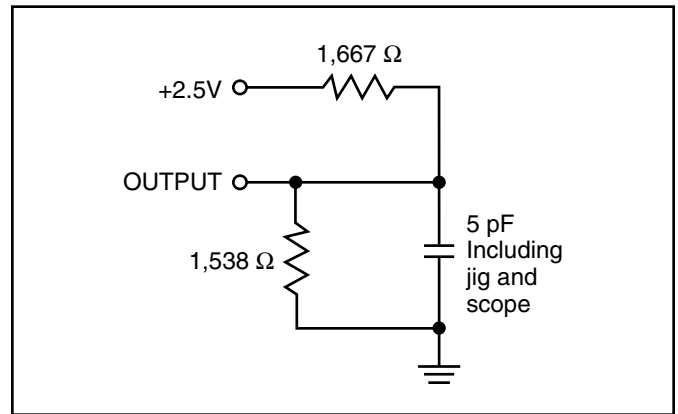 1,667 Ω
+2.5V
OUTPUT
1,538 Ω
5 pF
Including
jig and
scope